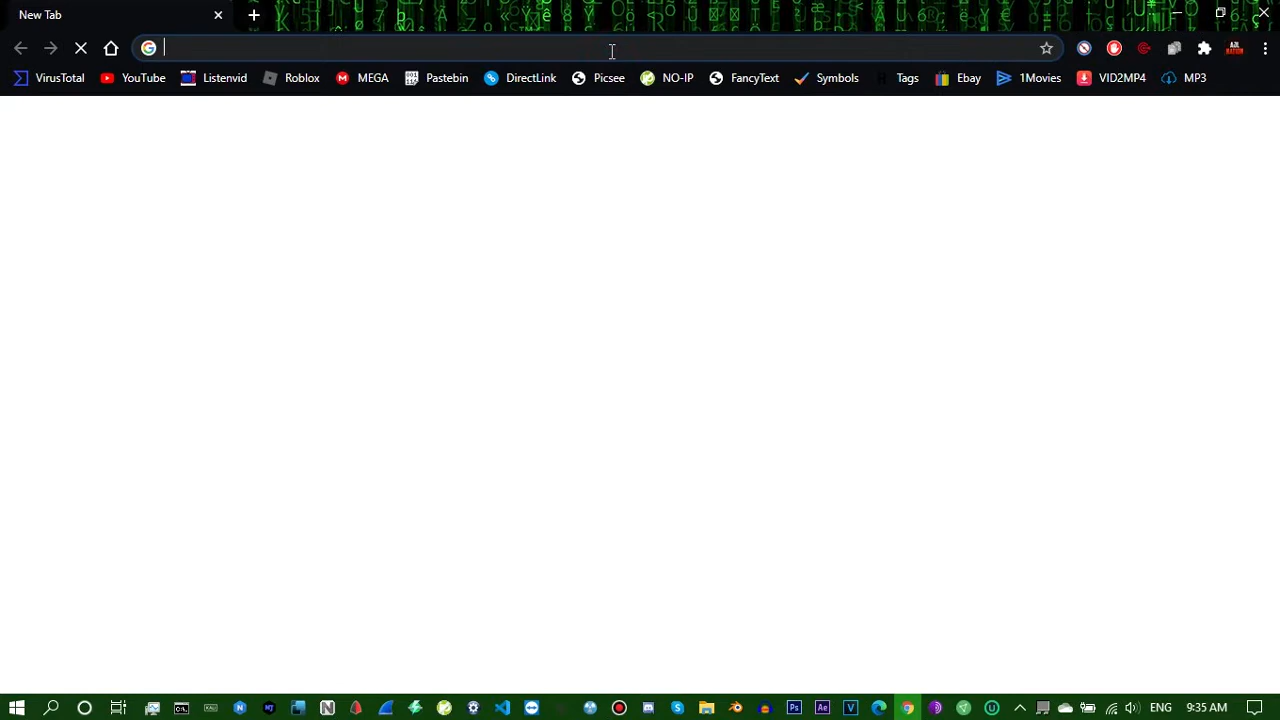 New Tab
VirusTotal YouTube Listenvid Roblox MEGA Pastebin DirectLink Picsee NO-IP FancyText Symbols Tags Ebay 1Movies VID2MP4 MP3
ENG 9:35 AM